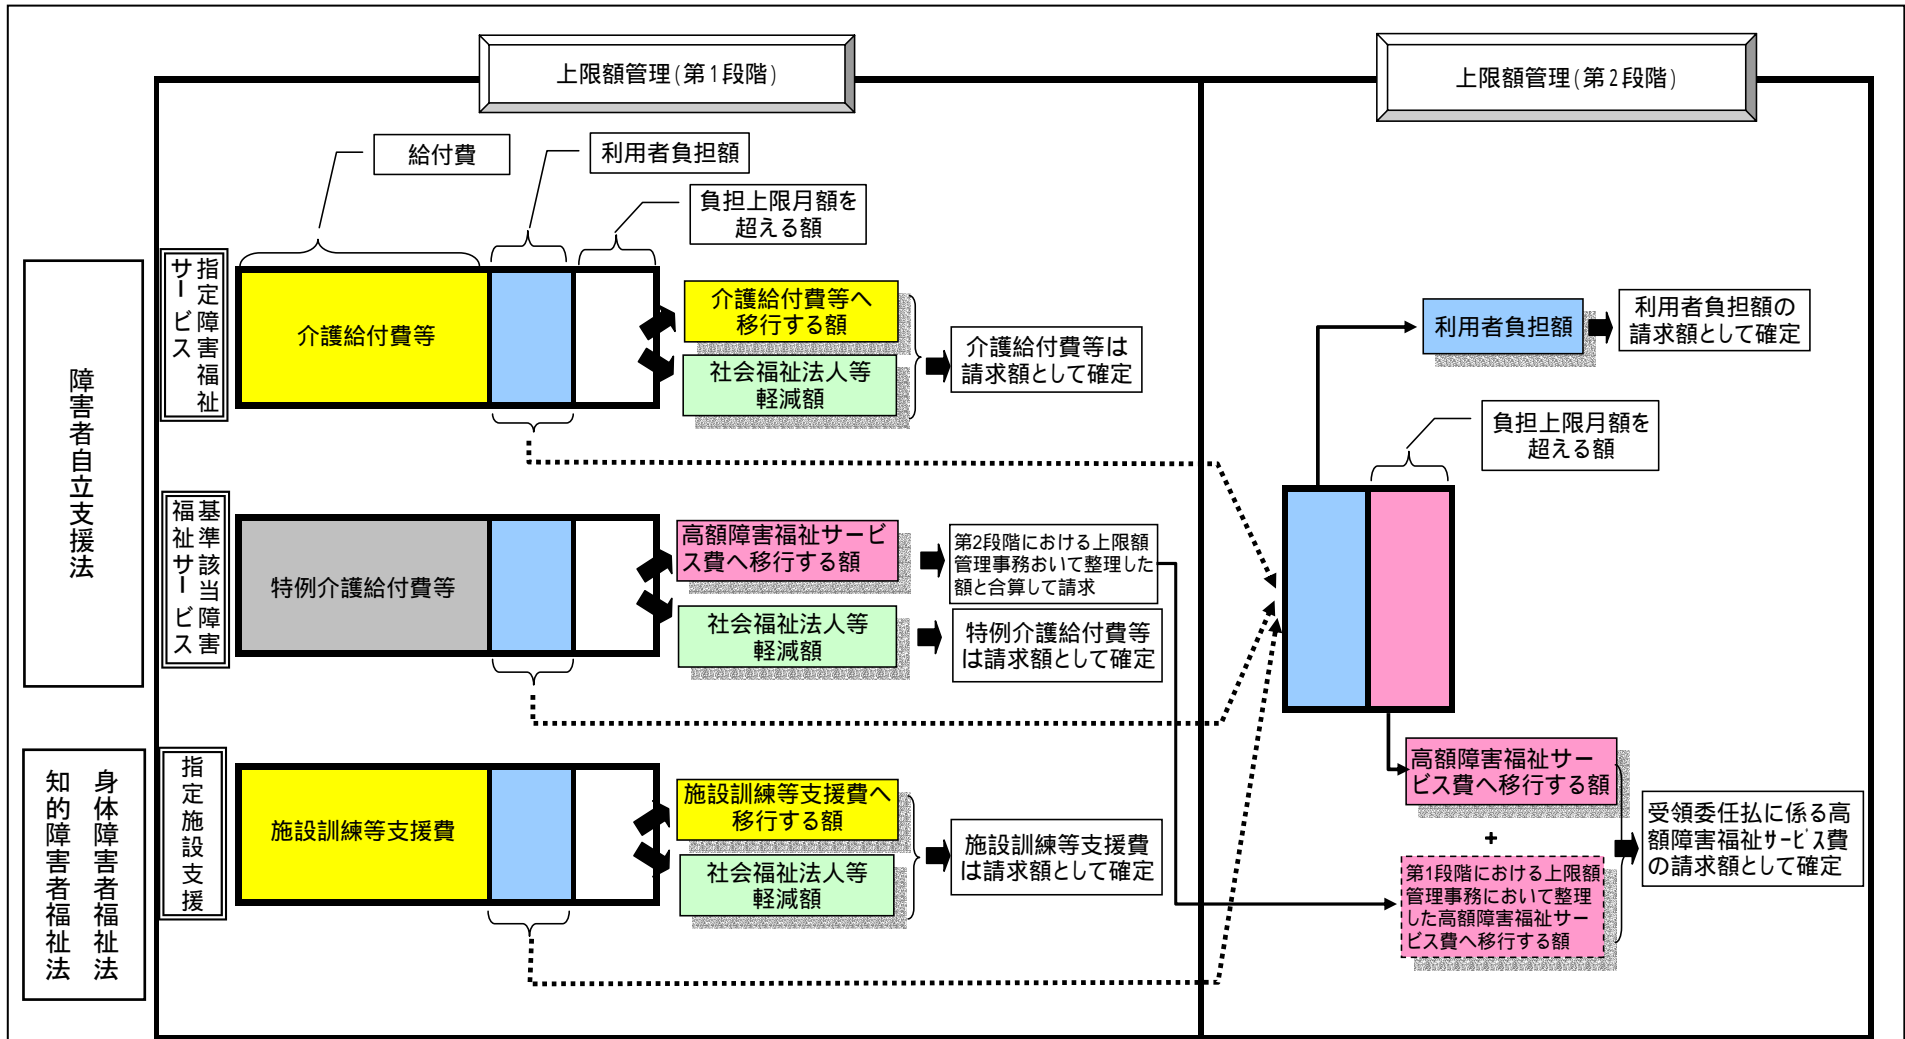 上限額管理(第1段階)
上限額管理(第2段階)
給付費
利用者負担額
負担上限月額を
超える額
障害者自立支援法
指定障害福祉
サービス
介護給付費等
介護給付費等へ
移行する額
社会福祉法人等
軽減額
介護給付費等は
請求額として確定
基準該当障害
福祉サービス
特例介護給付費等
高額障害福祉サービ
ス費へ移行する額
社会福祉法人等
軽減額
第2段階における上限額
管理事務おいて整理した
額と合算して請求
特例介護給付費等
は請求額として確定
身体障害者福祉法
知的障害者福祉法
指定施設支援
施設訓練等支援費
施設訓練等支援費へ
移行する額
社会福祉法人等
軽減額
施設訓練等支援費
は請求額として確定
利用者負担額
利用者負担額の
請求額として確定
負担上限月額を
超える額
高額障害福祉サー
ビス費へ移行する額
+
第1段階における上限額
管理事務において整理
した高額障害福祉サー
ビス費へ移行する額
受領委任払に係る高
額障害福祉サービス費
の請求額として確定